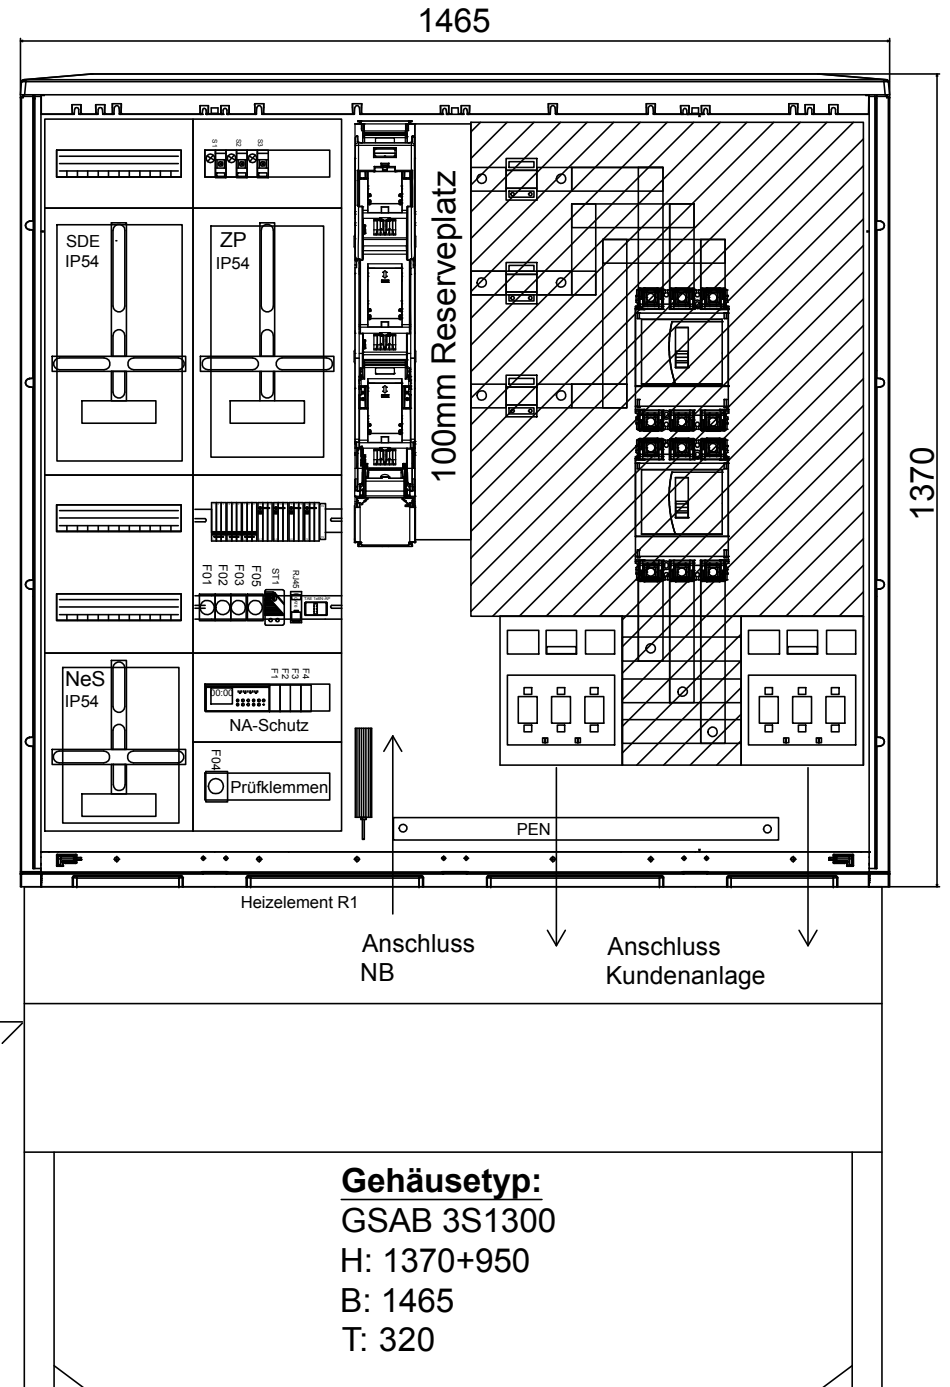 1465
S1
S2
S3
SDE
IP54
ZP
IP54
100mm Reserveplatz
1370
F01
F02
F03
F05
ST1
RJ45
NeS
IP54
F1
F2
F3
F4
00:00
NA-Schutz
F04
Prüfklemmen
PEN
Heizelement R1
Anschluss
NB
Anschluss
Kundenanlage
Gehäusetyp:
GSAB 3S1300
H: 1370+950
B: 1465
T: 320